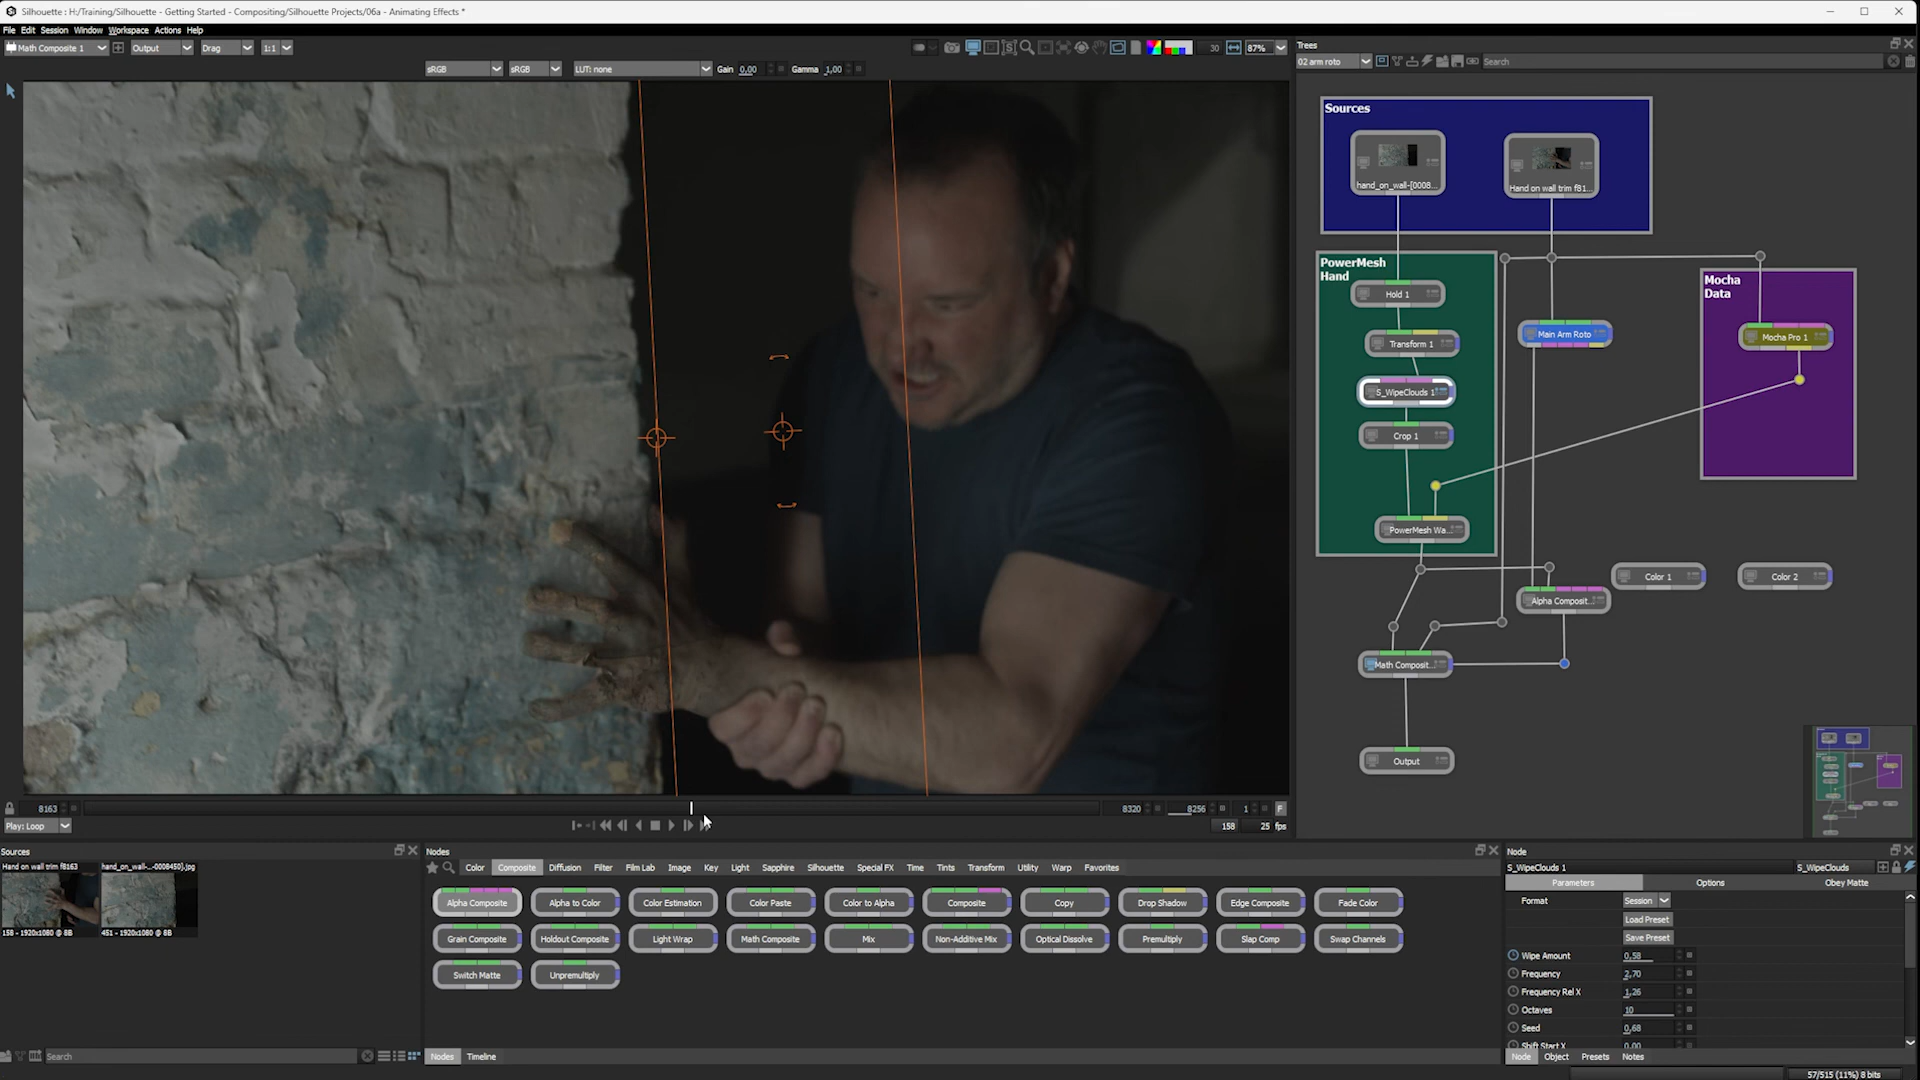 Silhouette : H:/Training/Silhouette - Getting Started - Compositing/Silhouette Projects/06a - Animating Effects *
File Edit Session Window Workspace Actions Help
Math Composite 1 Output Drag 1:1
30 87%
sRGB sRGB LUT: none Gain 0.00 Gamma 1.00
Trees
02 arm roto Search
Sources
hand_on_wall-[0008...
Hand on wall trim f81...
PowerMesh
Hand
Hold 1
Transform 1
S_WipeClouds 1
Crop 1
PowerMesh Wa...
Main Arm Roto
Mocha
Data
Mocha Pro 1
Color 1
Color 2
Alpha Composit...
Math Composit...
Output
8163 8320 8256 1 F
Play: Loop 158 25 fps
Sources
Hand on wall trim f8163
hand_on_wall-...-0008450].jpg
158 - 1920x1080 @ 8B
451 - 1920x1080 @ 8B
Search
Nodes
Color Composite Diffusion Filter Film Lab Image Key Light Sapphire Silhouette Special FX Time Tints Transform Utility Warp Favorites
Alpha Composite Alpha to Color Color Estimation Color Paste Color to Alpha Composite Copy Drop Shadow Edge Composite Fade Color
Grain Composite Holdout Composite Light Wrap Math Composite Mix Non-Additive Mix Optical Dissolve Premultiply Slap Comp Swap Channels
Switch Matte Unpremultiply
Nodes Timeline
Node
S_WipeClouds 1 S_WipeClouds
Parameters Options Obey Matte
Format Session
Load Preset
Save Preset
Wipe Amount 0.58
Frequency 2.70
Frequency Rel X 1.26
Octaves 10
Seed 0.68
Shift Start X 0.00
Node Object Presets Notes
57/515 (11%) 8 bits